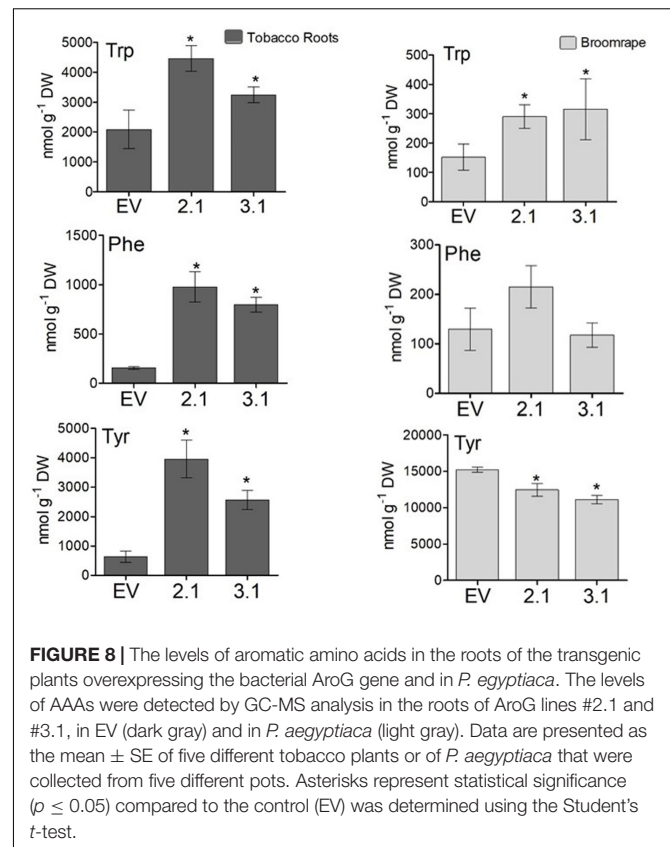 Trp
Tobacco Roots
nmol g-1 DW
5000
4000
3000
2000
1000
0
*
*
EV 2.1 3.1
Broomrape
Trp
nmol g-1 DW
500
400
300
200
100
0
*
*
EV 2.1 3.1
Phe
nmol g-1 DW
1500
1000
500
0
*
*
EV 2.1 3.1
Phe
nmol g-1 DW
300
200
100
0
EV 2.1 3.1
Tyr
nmol g-1 DW
5000
4000
3000
2000
1000
0
*
*
EV 2.1 3.1
Tyr
nmol g-1 DW
20000
15000
10000
5000
0
*
*
EV 2.1 3.1
FIGURE 8 | The levels of aromatic amino acids in the roots of the transgenic
plants overexpressing the bacterial AroG gene and in P. egyptiaca. The levels
of AAAs were detected by GC-MS analysis in the roots of AroG lines #2.1 and
#3.1, in EV (dark gray) and in P. aegyptiaca (light gray). Data are presented as
the mean ± SE of five different tobacco plants or of P. aegyptiaca that were
collected from five different pots. Asterisks represent statistical significance
(p ≤ 0.05) compared to the control (EV) was determined using the Student's
t-test.